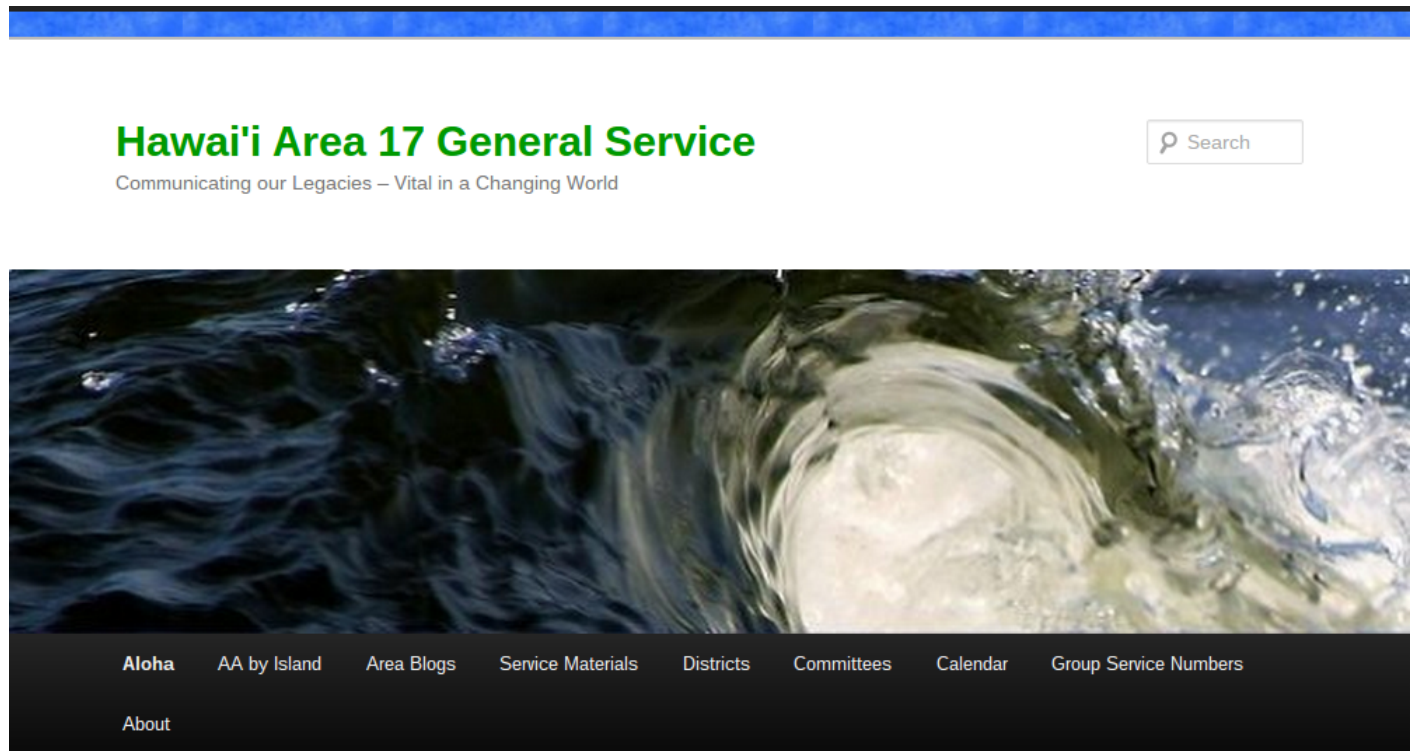 Hawai'i Area 17 General Service
Search
Communicating our Legacies – Vital in a Changing World
Aloha AA by Island Area Blogs Service Materials Districts Committees Calendar Group Service Numbers
About